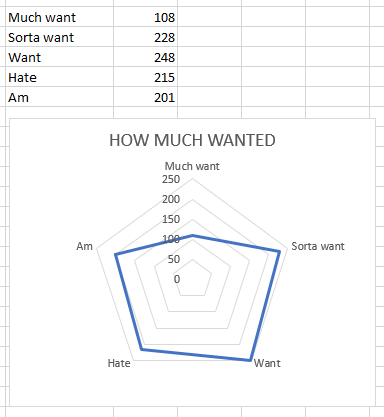 Much want 108
Sorta want 228
Want 248
Hate 215
Am 201
HOW MUCH WANTED
Much want
250
200
150
100
50
0
Am
Sorta want
Hate
Want